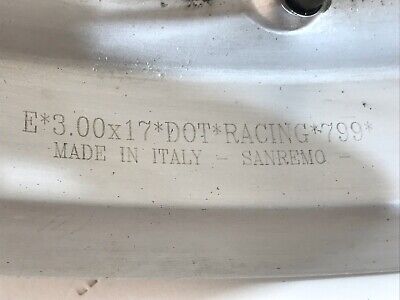 E*3.00x17*DOT*RACING*799*
MADE IN ITALY - SANREMO -